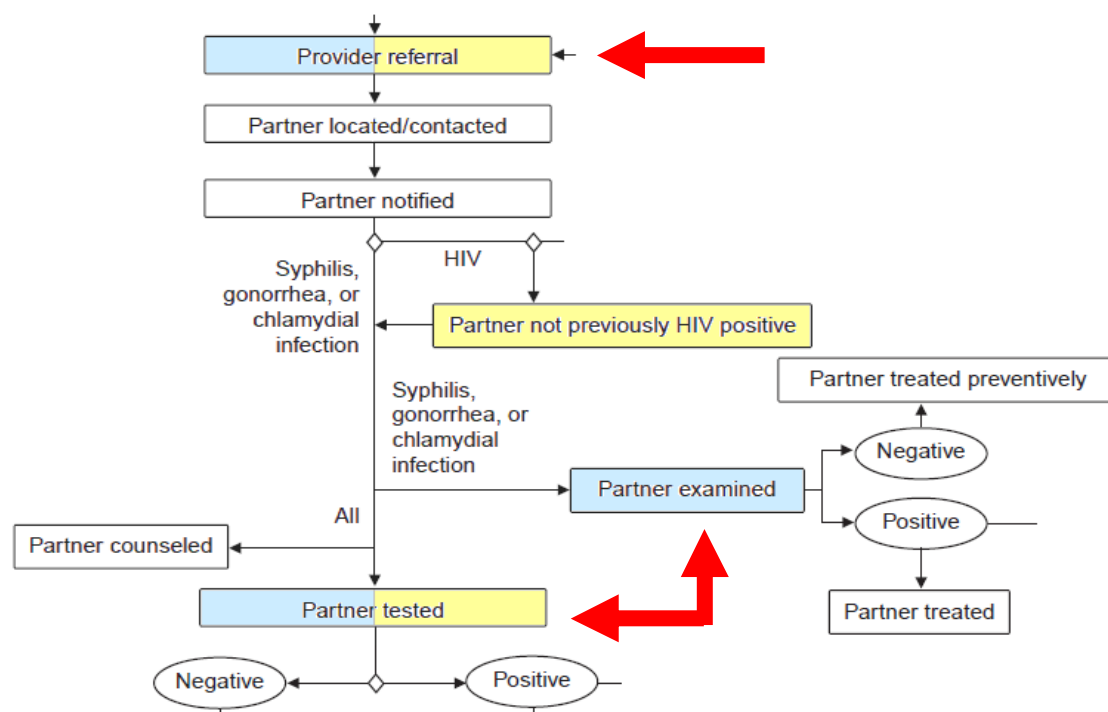 Provider referral
Partner located/contacted
Partner notified
HIV
Syphilis,
gonorrhea, or
chlamydial
infection
Partner not previously HIV positive
Syphilis,
gonorrhea, or
chlamydial
infection
Partner treated preventively
Negative
Partner examined
Positive
All
Partner counseled
Partner tested
Partner treated
Negative
Positive